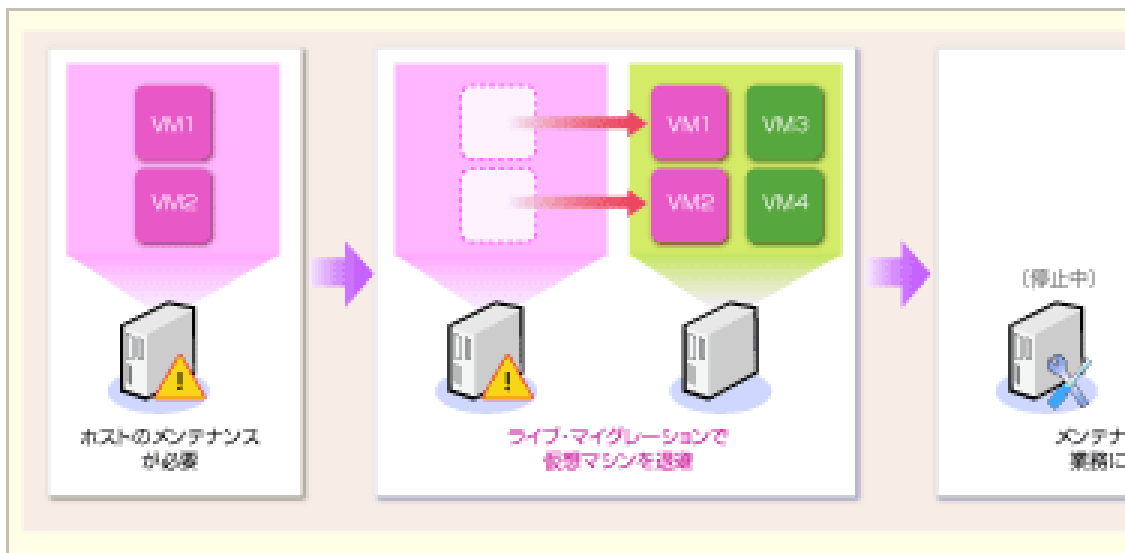 VM1
VM2
ホストのメンテナンス
が必要
VM1
VM3
VM2
VM4
ライブ・マイグレーションで
仮想マシンを退避
(停止中)
メンテナ
業務に